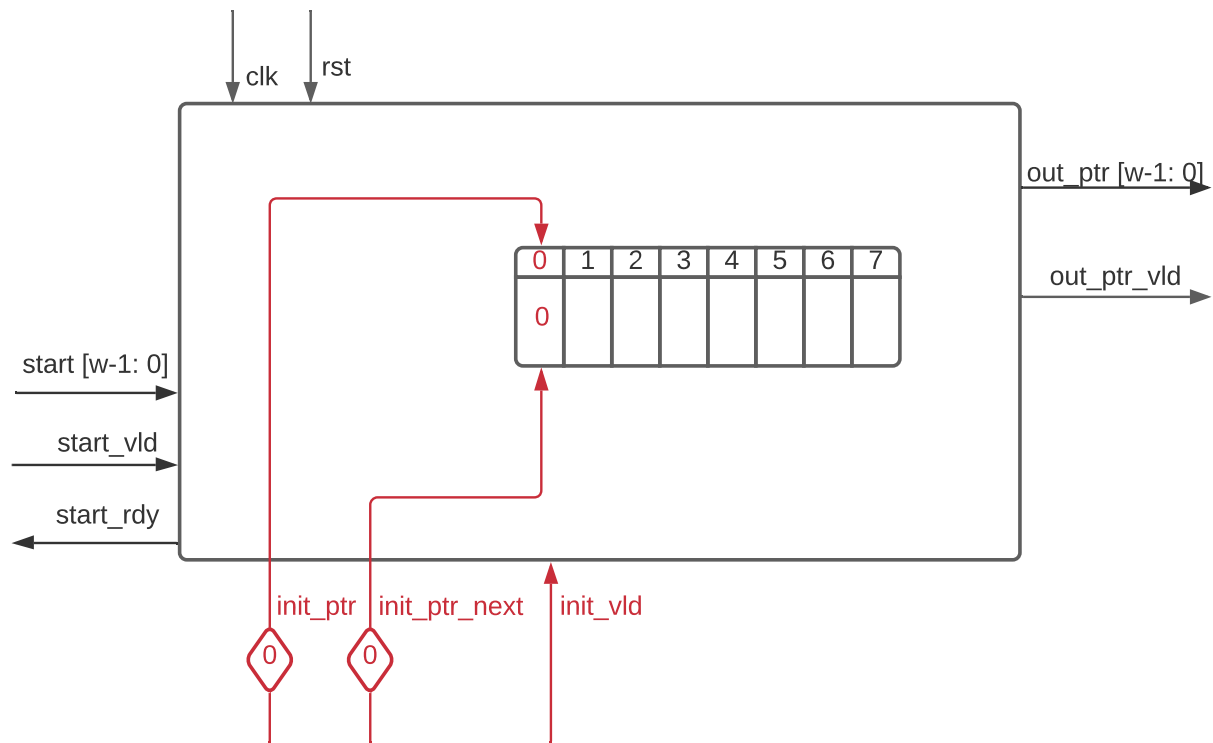 clk
rst
out_ptr [w-1: 0]
0 1 2 3 4 5 6 7
out_ptr_vld
0
start [w-1: 0]
start_vld
start_rdy
init_ptr
init_ptr_next
init_vld
0
0